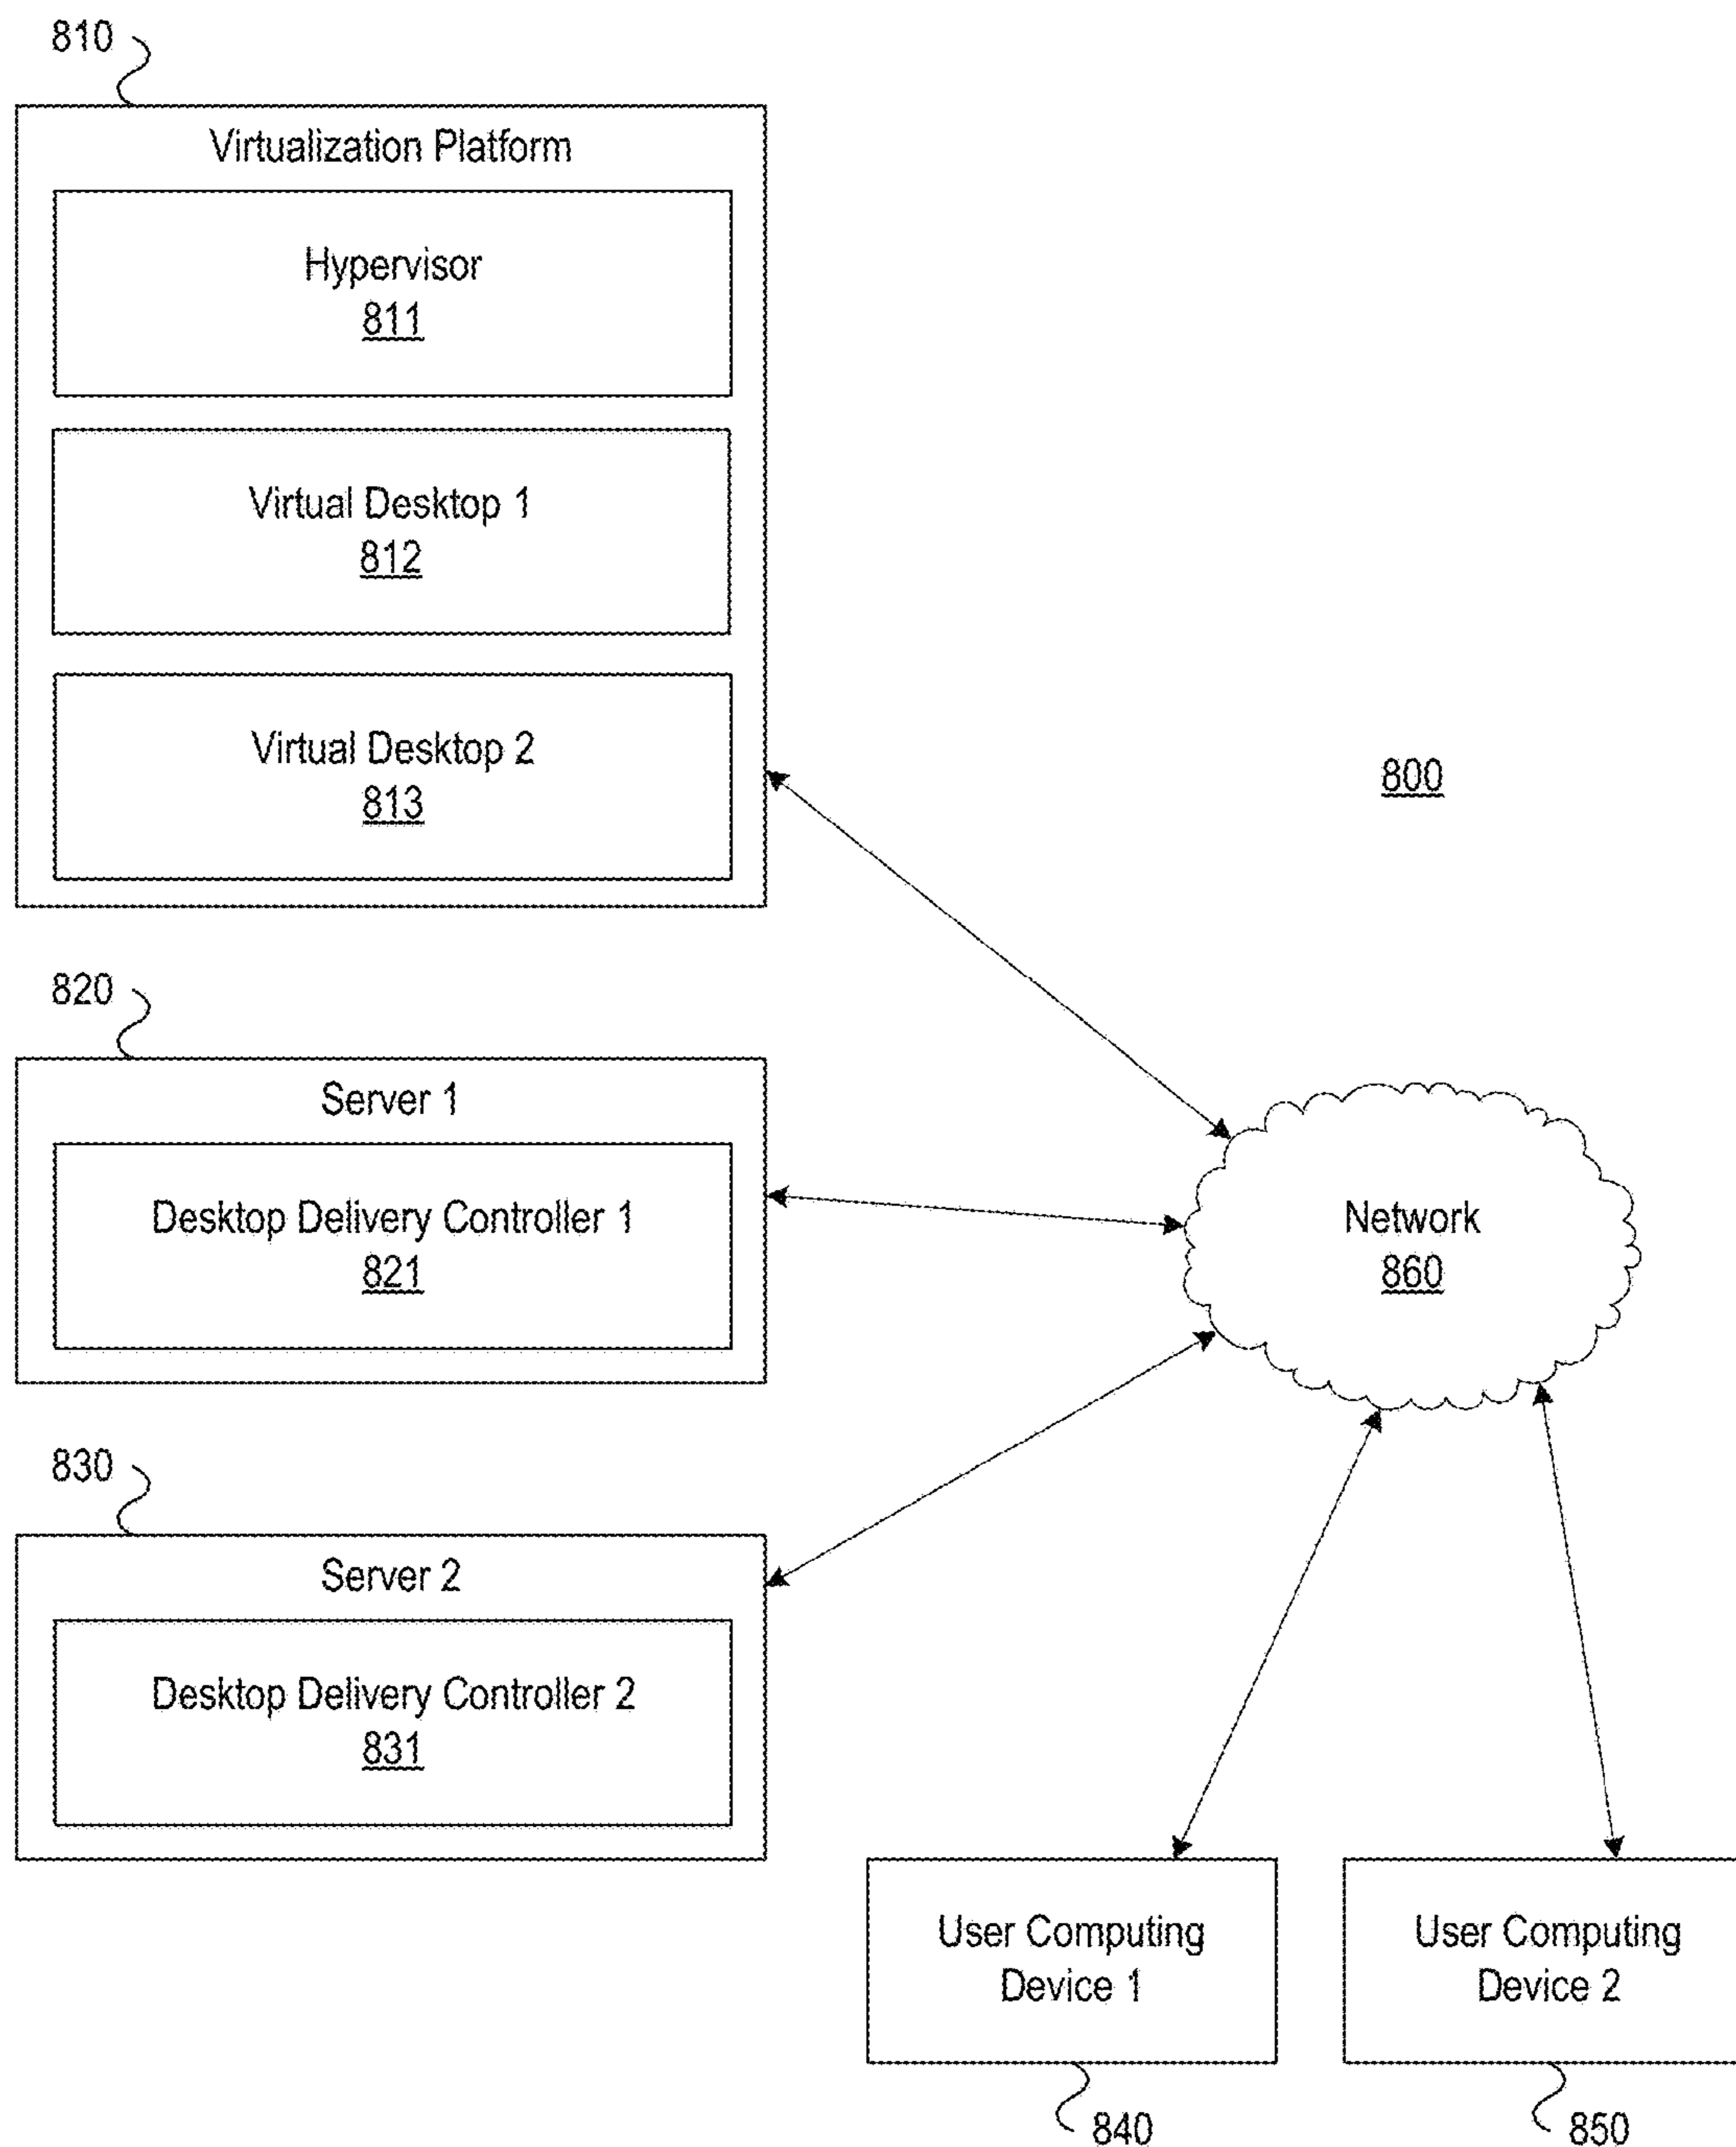 810
Virtualization Platform
Hypervisor
811
Virtual Desktop 1
812
Virtual Desktop 2
813
800
820
Server 1
Desktop Delivery Controller 1
821
Network
860
830
Server 2
Desktop Delivery Controller 2
831
User Computing
Device 1
840
User Computing
Device 2
850